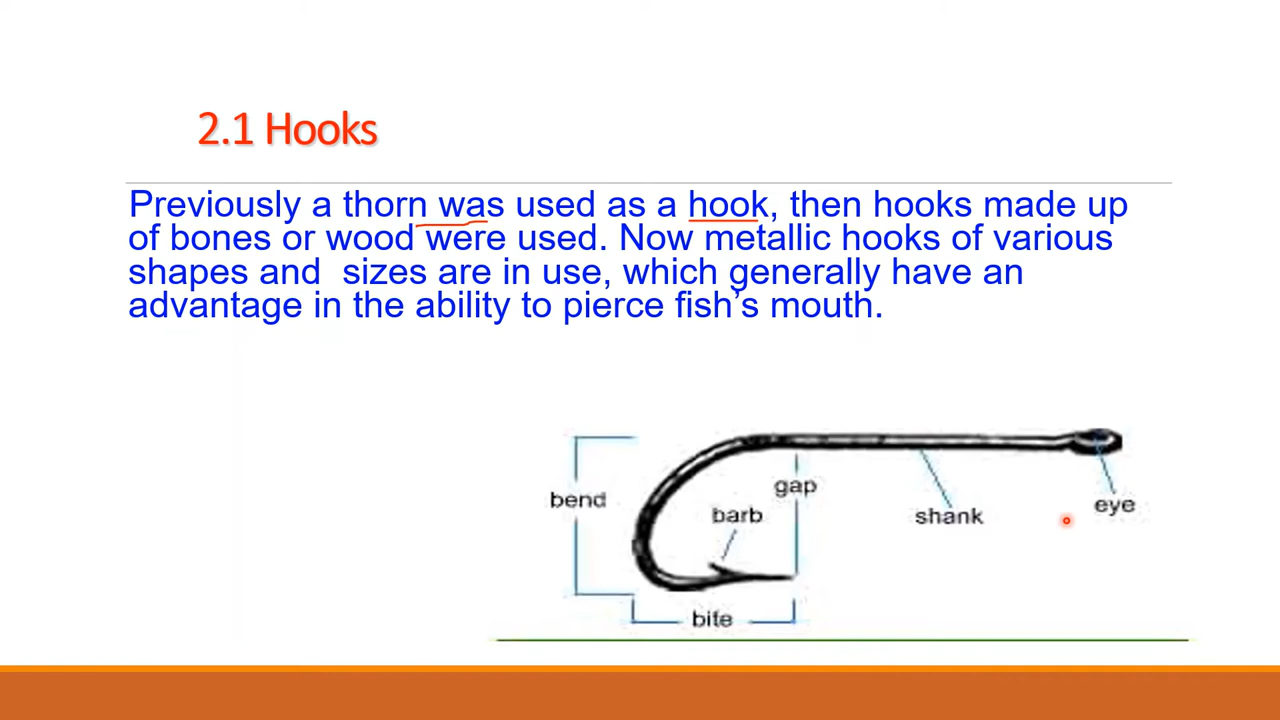 2.1 Hooks
Previously a thorn was used as a hook, then hooks made up
of bones or wood were used. Now metallic hooks of various
shapes and sizes are in use, which generally have an
advantage in the ability to pierce fish’s mouth.
bend
barb
gap
shank
eye
bite